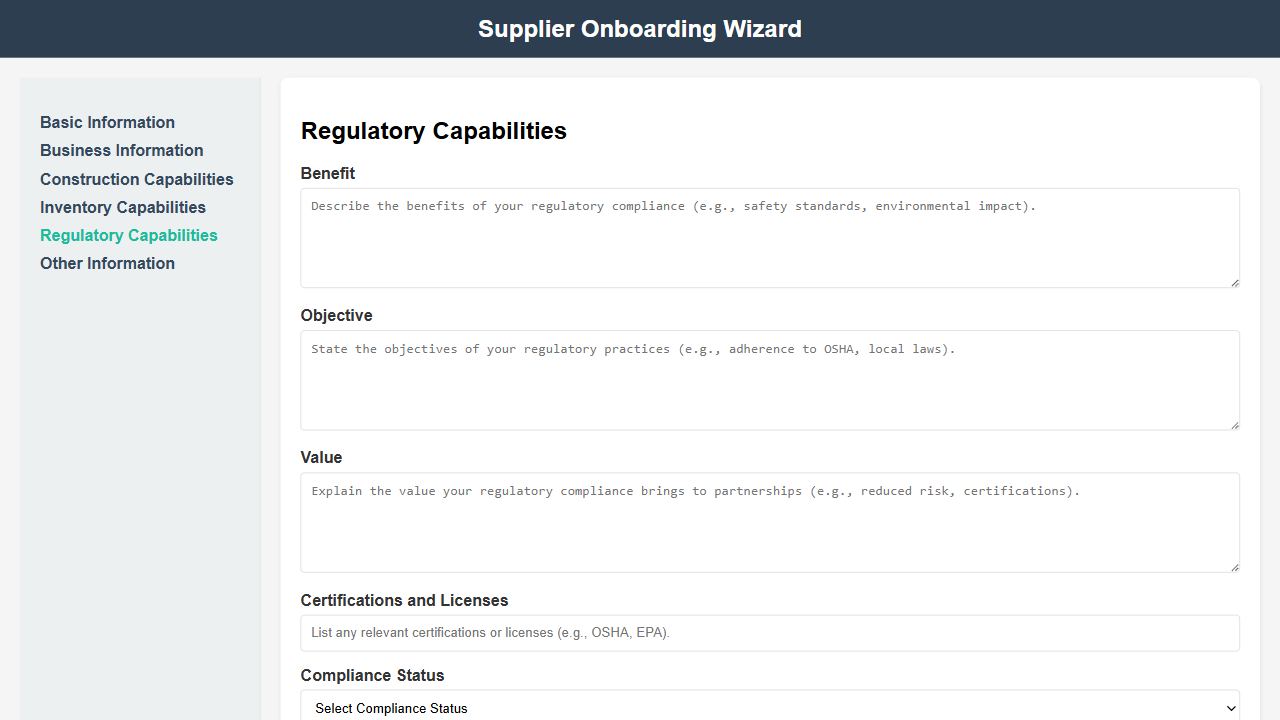 Supplier Onboarding Wizard
Basic Information
Business Information
Construction Capabilities
Inventory Capabilities
Regulatory Capabilities
Other Information
Regulatory Capabilities
Benefit
Describe the benefits of your regulatory compliance (e.g., safety standards, environmental impact).
Objective
State the objectives of your regulatory practices (e.g., adherence to OSHA, local laws).
Value
Explain the value your regulatory compliance brings to partnerships (e.g., reduced risk, certifications).
Certifications and Licenses
List any relevant certifications or licenses (e.g., OSHA, EPA).
Compliance Status
Select Compliance Status